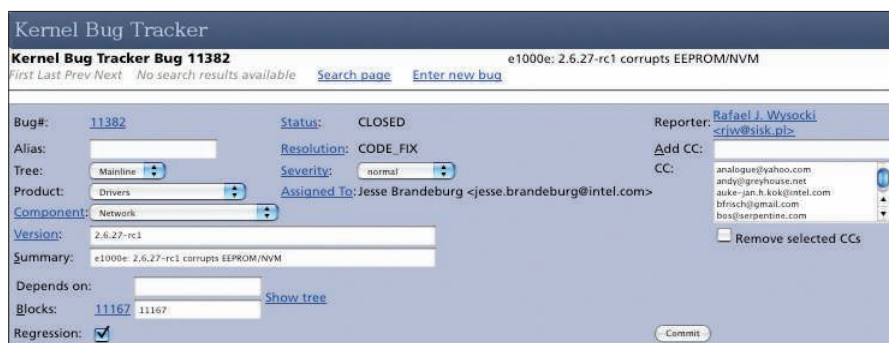 Kernel Bug Tracker
Kernel Bug Tracker Bug 11382 e1000e: 2.6.27-rc1 corrupts EEPROM/NVM
First Last Prev Next No search results available Search page Enter new bug
Bug#: 11382 Status: CLOSED Reporter: Rafael J. Wysocki <rjw@sisk.pl>
Alias: Resolution: CODE_FIX Add CC:
Tree: Mainline Severity: normal CC: analogue@yahoo.com
andy@greyhouse.net
auke-jan.h.kok@intel.com
bfrisch@gmail.com
bos@serpentine.com
Product: Drivers Assigned To: Jesse Brandeburg <jesse.brandeburg@intel.com>
Component: Network
Version: 2.6.27-rc1 Remove selected CCs
Summary: e1000e: 2.6.27-rc1 corrupts EEPROM/NVM
Depends on:
Show tree
Blocks: 11167 11167
Regression: Commit